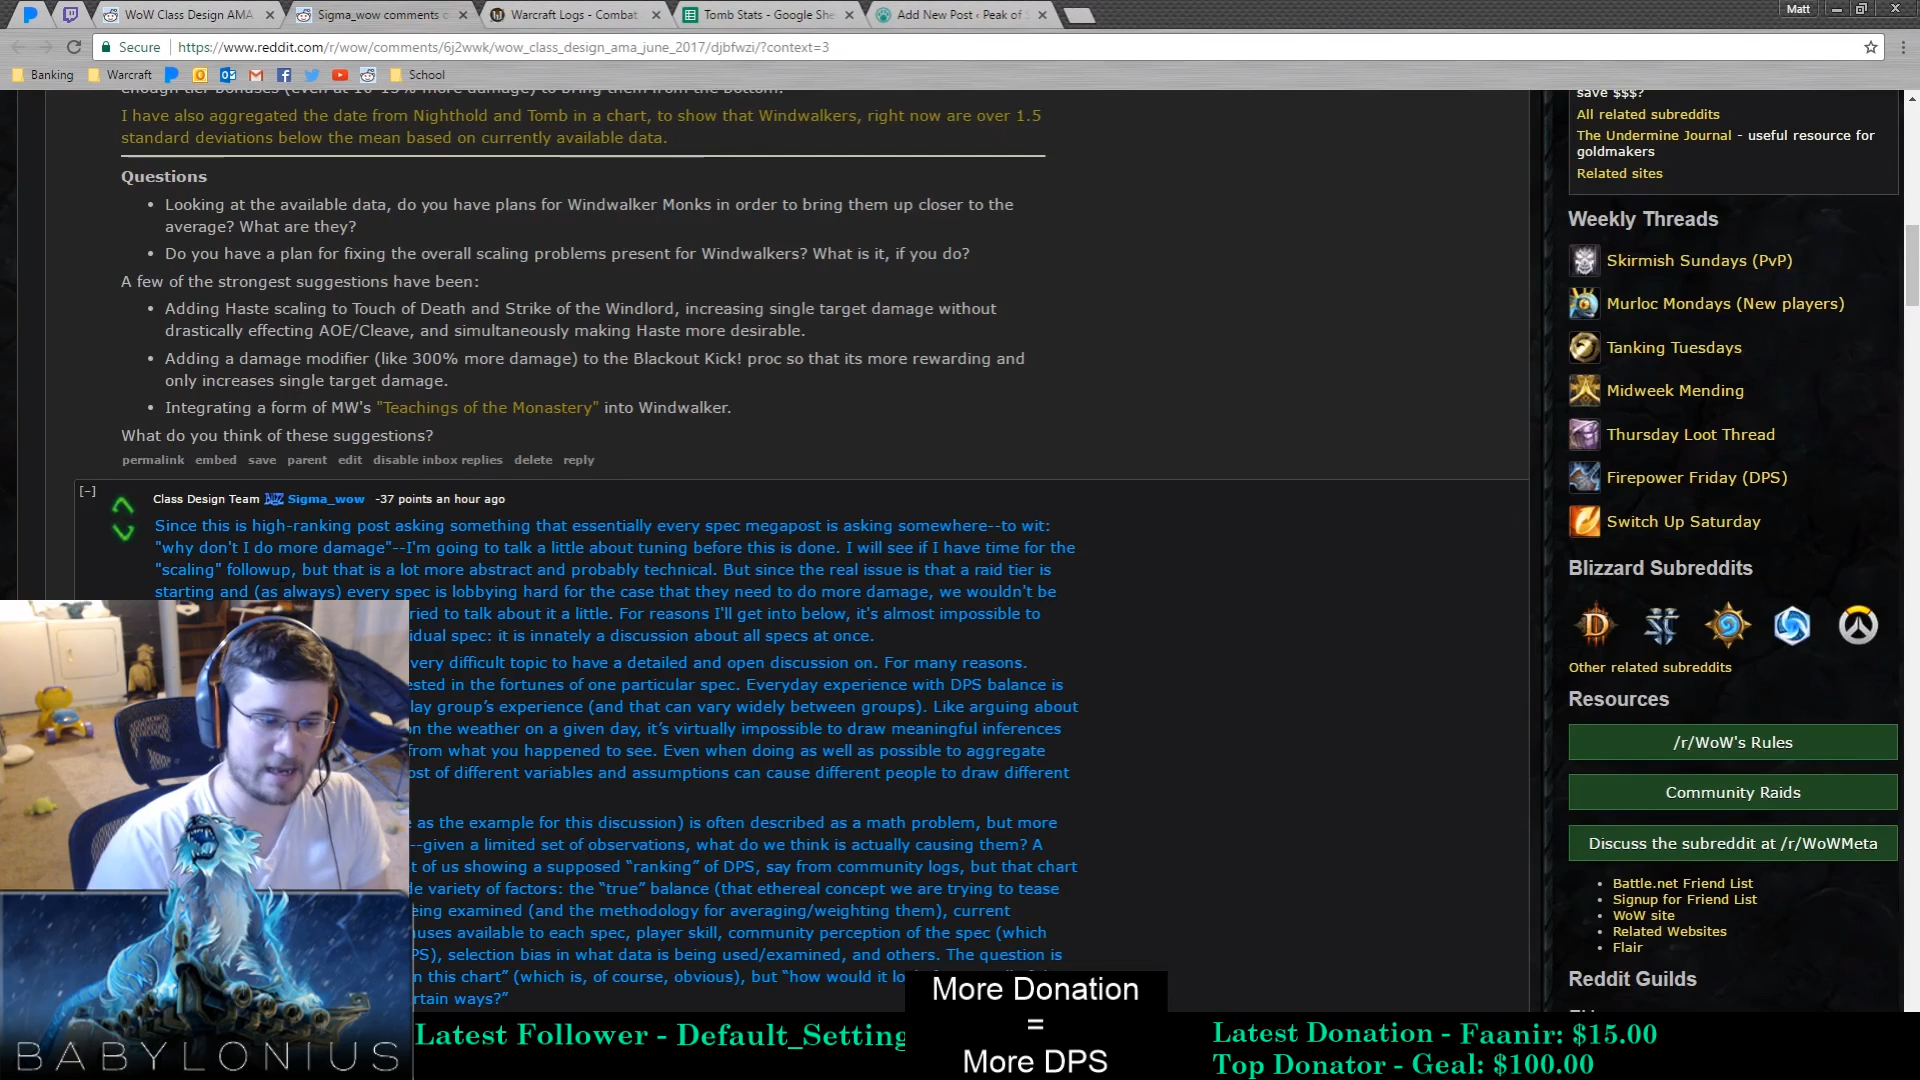 WoW Class Design AMA
Sigma_wow comments o
Warcraft Logs - Combat
Tomb Stats - Google She
Add New Post ‹ Peak of S
Matt
Secure
https://www.reddit.com/r/wow/comments/6j2wwk/wow_class_design_ama_june_2017/djbfwzi/?context=3
Banking
Warcraft
School
enough tier bonuses (even at 10-15% more damage) to bring them from the bottom.
I have also aggregated the date from Nighthold and Tomb in a chart, to show that Windwalkers, right now are over 1.5
standard deviations below the mean based on currently available data.
Questions
• Looking at the available data, do you have plans for Windwalker Monks in order to bring them up closer to the
average? What are they?
• Do you have a plan for fixing the overall scaling problems present for Windwalkers? What is it, if you do?
A few of the strongest suggestions have been:
• Adding Haste scaling to Touch of Death and Strike of the Windlord, increasing single target damage without
drastically effecting AOE/Cleave, and simultaneously making Haste more desirable.
• Adding a damage modifier (like 300% more damage) to the Blackout Kick! proc so that its more rewarding and
only increases single target damage.
• Integrating a form of MW's "Teachings of the Monastery" into Windwalker.
What do you think of these suggestions?
permalink embed save parent edit disable inbox replies delete reply
[-]
Class Design Team Sigma_wow -37 points an hour ago
Since this is high-ranking post asking something that essentially every spec megapost is asking somewhere--to wit:
"why don't I do more damage"--I'm going to talk a little about tuning before this is done. I will see if I have time for the
"scaling" followup, but that is a lot more abstract and probably technical. But since the real issue is that a raid tier is
starting and (as always) every spec is lobbying hard for the case that they need to do more damage, we wouldn't be
ried to talk about it a little. For reasons I'll get into below, it's almost impossible to
idual spec: it is innately a discussion about all specs at once.
very difficult topic to have a detailed and open discussion on. For many reasons.
ested in the fortunes of one particular spec. Everyday experience with DPS balance is
lay group's experience (and that can vary widely between groups). Like arguing about
n the weather on a given day, it's virtually impossible to draw meaningful inferences
from what you happened to see. Even when doing as well as possible to aggregate
ost of different variables and assumptions can cause different people to draw different
as the example for this discussion) is often described as a math problem, but more
--given a limited set of observations, what do we think is actually causing them? A
t of us showing a supposed “ranking” of DPS, say from community logs, but that chart
de variety of factors: the “true” balance (that ethereal concept we are trying to tease
eing examined (and the methodology for averaging/weighting them), current
nuses available to each spec, player skill, community perception of the spec (which
PS), selection bias in what data is being used/examined, and others. The question is
n this chart” (which is, of course, obvious), but “how would it lo
rtain ways?”
save $$$?
All related subreddits
The Undermine Journal - useful resource for
goldmakers
Related sites
Weekly Threads
Skirmish Sundays (PvP)
Murloc Mondays (New players)
Tanking Tuesdays
Midweek Mending
Thursday Loot Thread
Firepower Friday (DPS)
Switch Up Saturday
Blizzard Subreddits
Other related subreddits
Resources
/r/WoW's Rules
Community Raids
Discuss the subreddit at /r/WoWMeta
• Battle.net Friend List
• Signup for Friend List
• WoW site
• Related Websites
• Flair
Reddit Guilds
BABYLONIUS
Latest Follower - Default_Setting
More Donation
=
More DPS
Latest Donation - Faanir: $15.00
Top Donator - Geal: $100.00